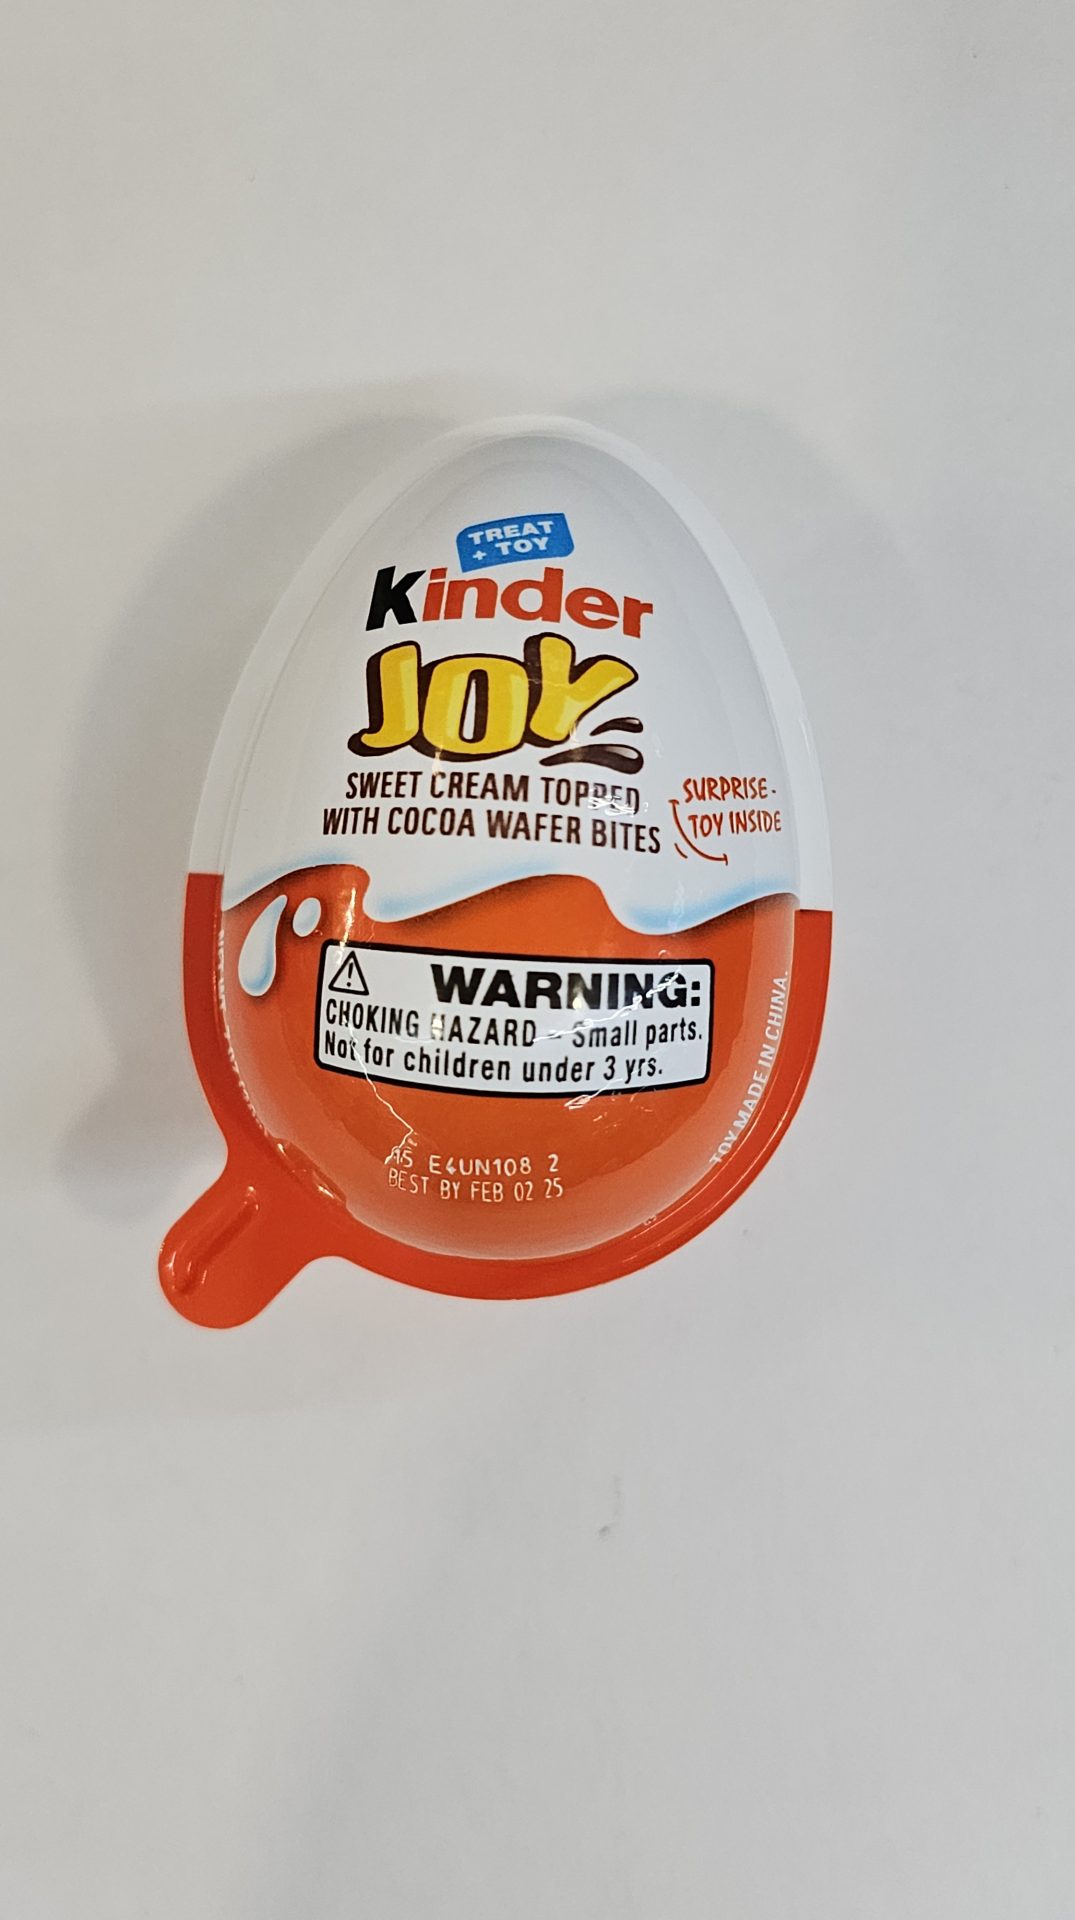 TREAT
+ TOY
Kinder
JOY
SWEET CREAM TOPPED
WITH COCOA WAFER BITES
SURPRISE-
TOY INSIDE
WARNING:
CHOKING HAZARD – Small parts.
Not for children under 3 yrs.
TOY MADE IN CHINA.
E4UN108 2
BEST BY FEB 02 25